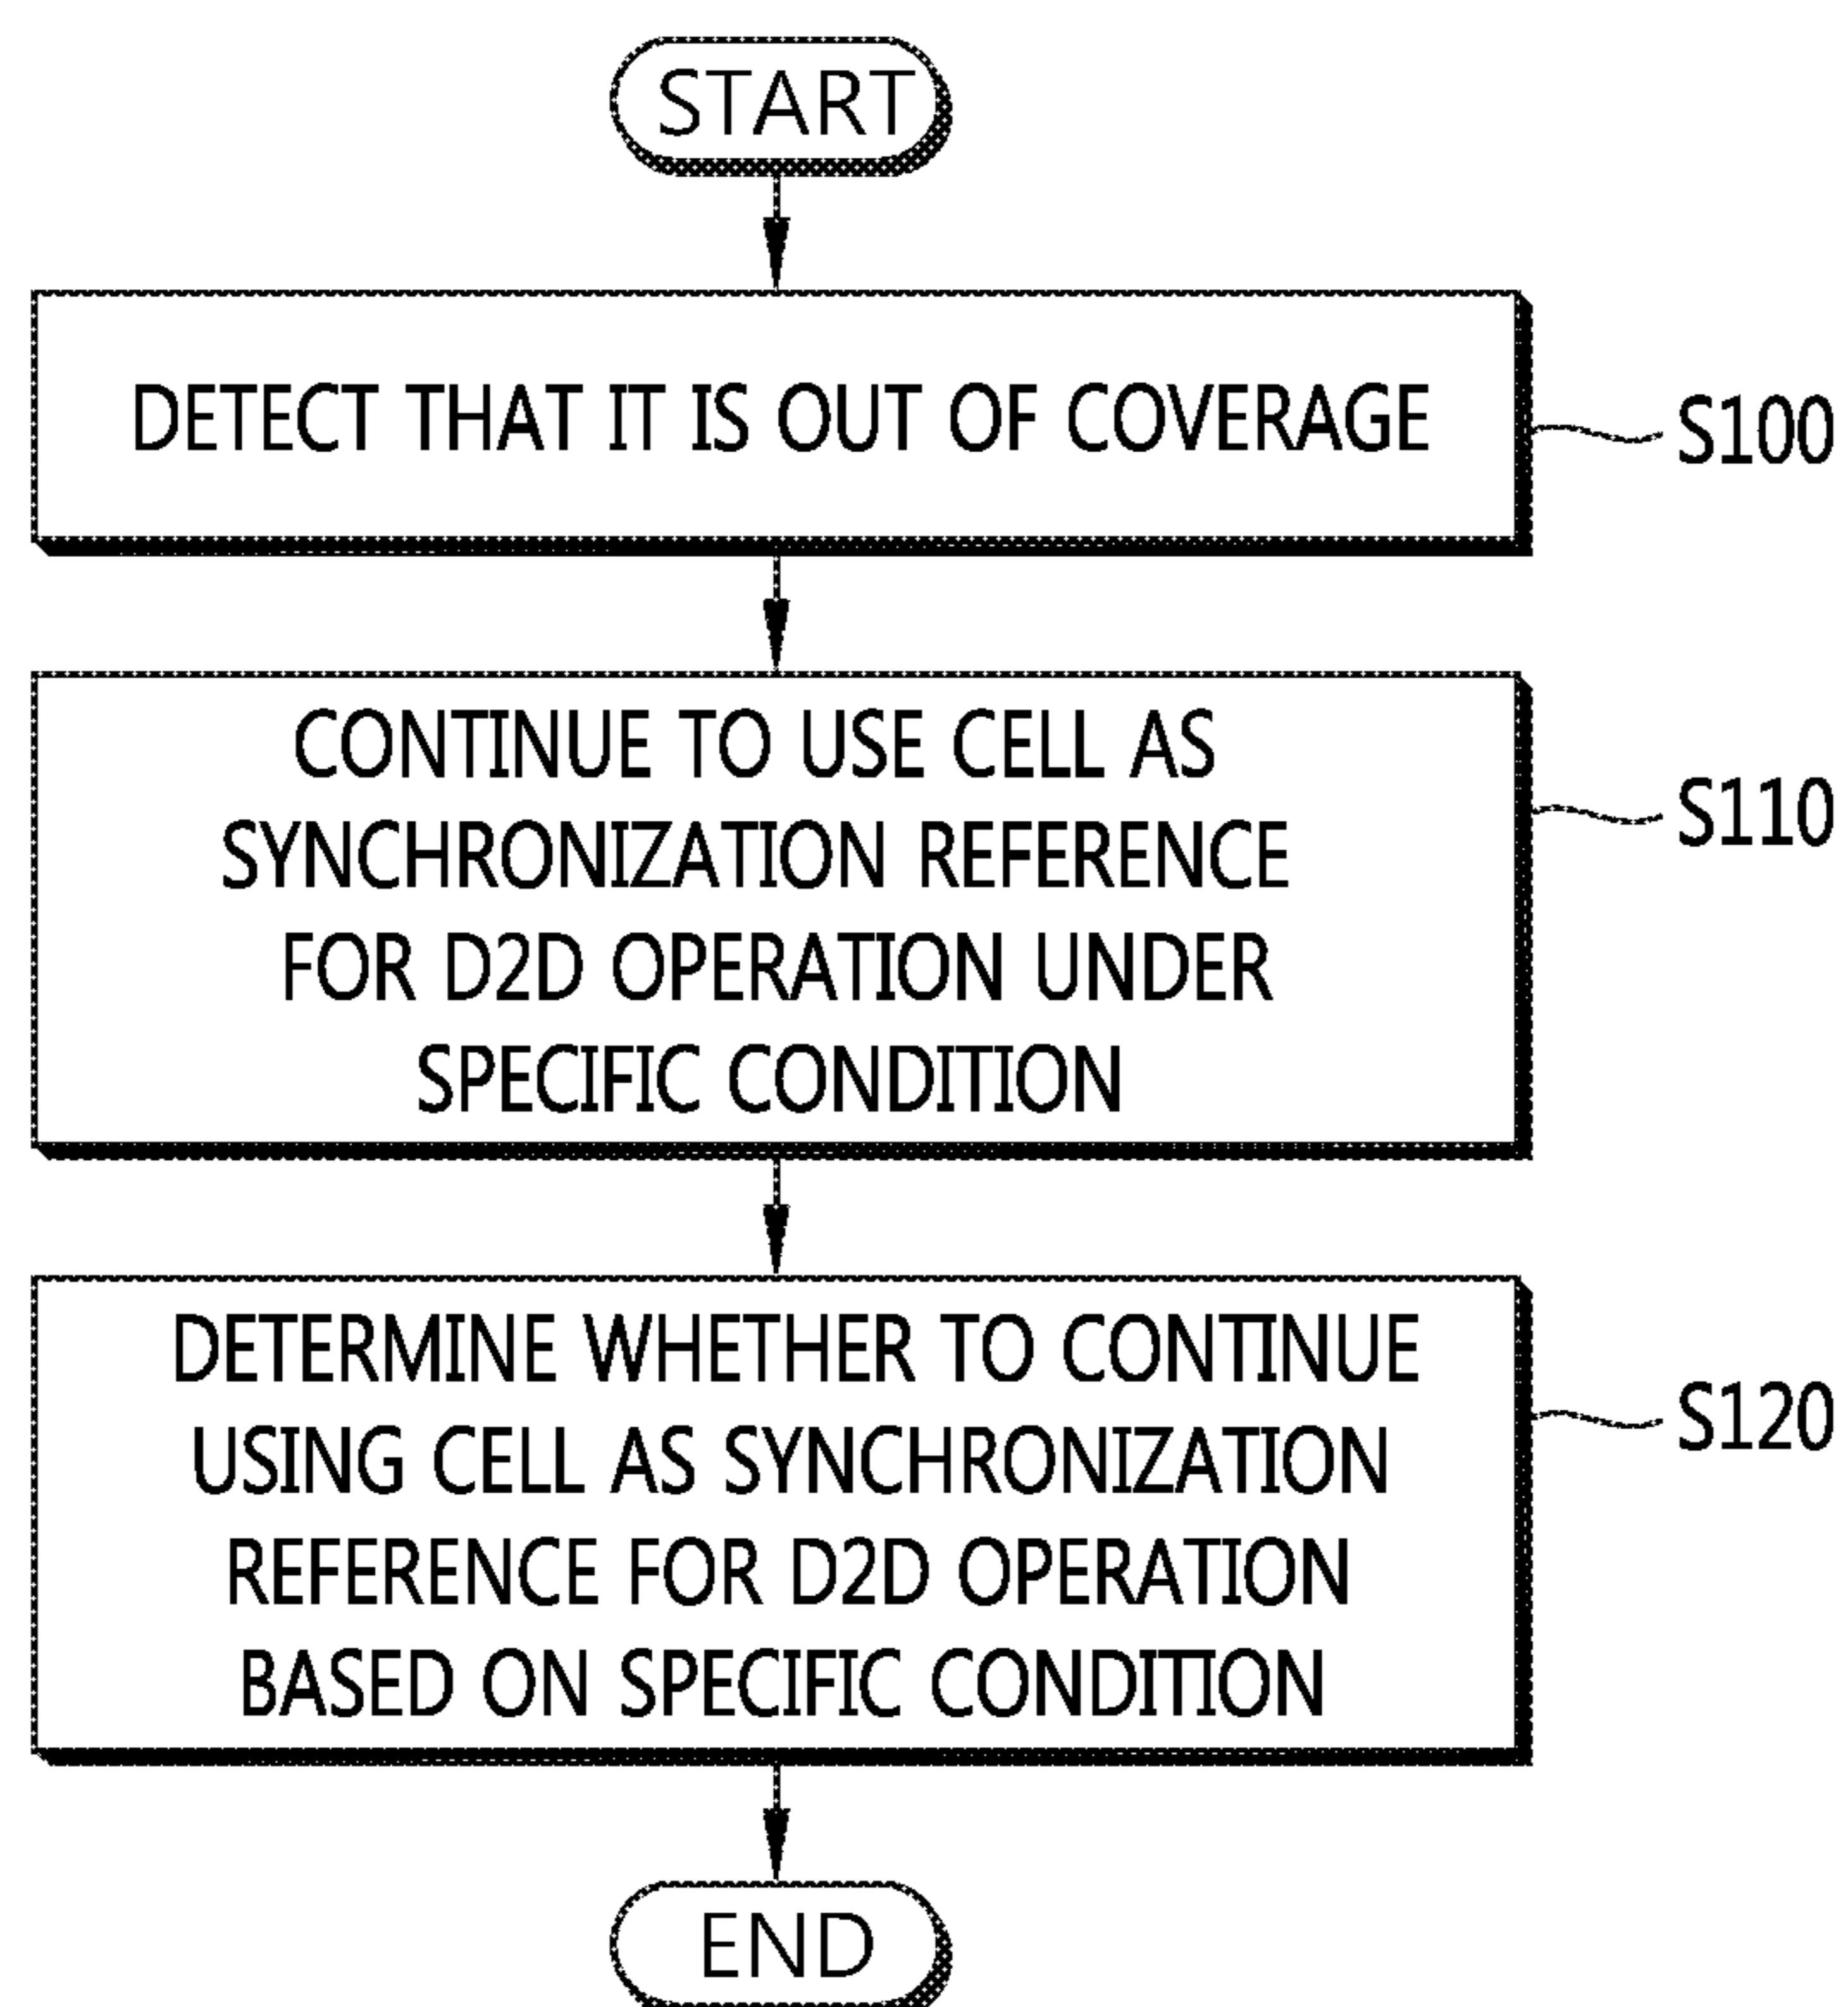 START
DETECT THAT IT IS OUT OF COVERAGE
S100
CONTINUE TO USE CELL AS
SYNCHRONIZATION REFERENCE
FOR D2D OPERATION UNDER
SPECIFIC CONDITION
S110
DETERMINE WHETHER TO CONTINUE
USING CELL AS SYNCHRONIZATION
REFERENCE FOR D2D OPERATION
BASED ON SPECIFIC CONDITION
S120
END